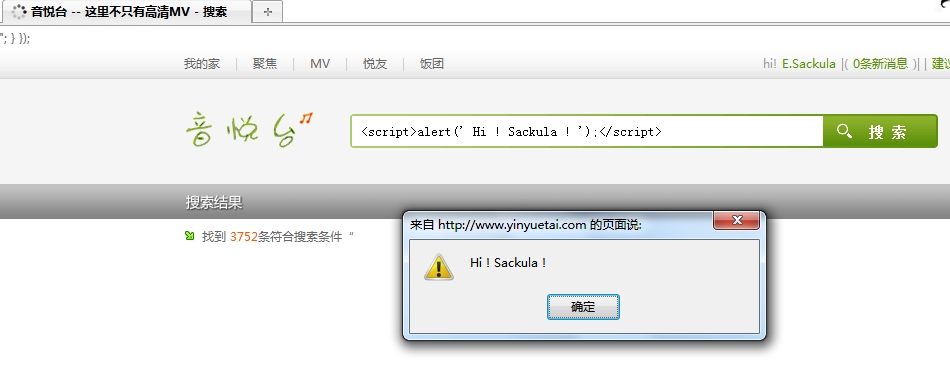 音悦台 -- 这里不只有高清MV - 搜索
"; } });
我的家 | 聚焦 | MV | 悦友 | 饭团
hi! E.Sackula |( 0条新消息 )| | 建议
音悦台
<script>alert(' Hi ! Sackula ! ');</script>
搜 索
搜索结果
找到 3752条符合搜索条件 “
来自 http://www.yinyuetai.com 的页面说:
Hi ! Sackula !
确定